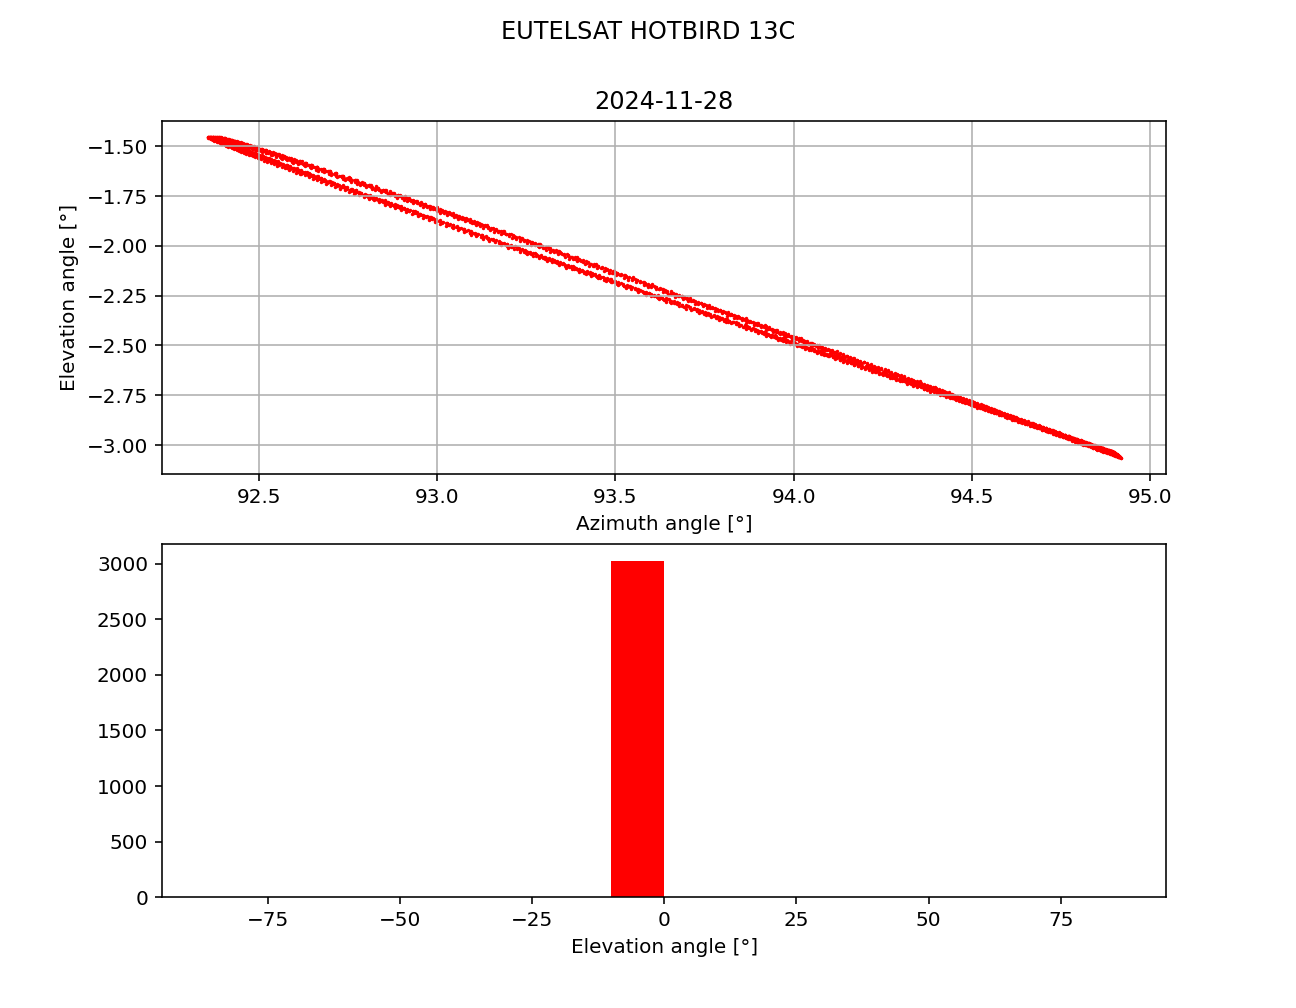 EUTELSAT HOTBIRD 13C
2024-11-28
Elevation angle [°]
−1.50
−1.75
−2.00
−2.25
−2.50
−2.75
−3.00
92.5 93.0 93.5 94.0 94.5 95.0
Azimuth angle [°]
3000
2500
2000
1500
1000
500
0
−75 −50 −25 0 25 50 75
Elevation angle [°]